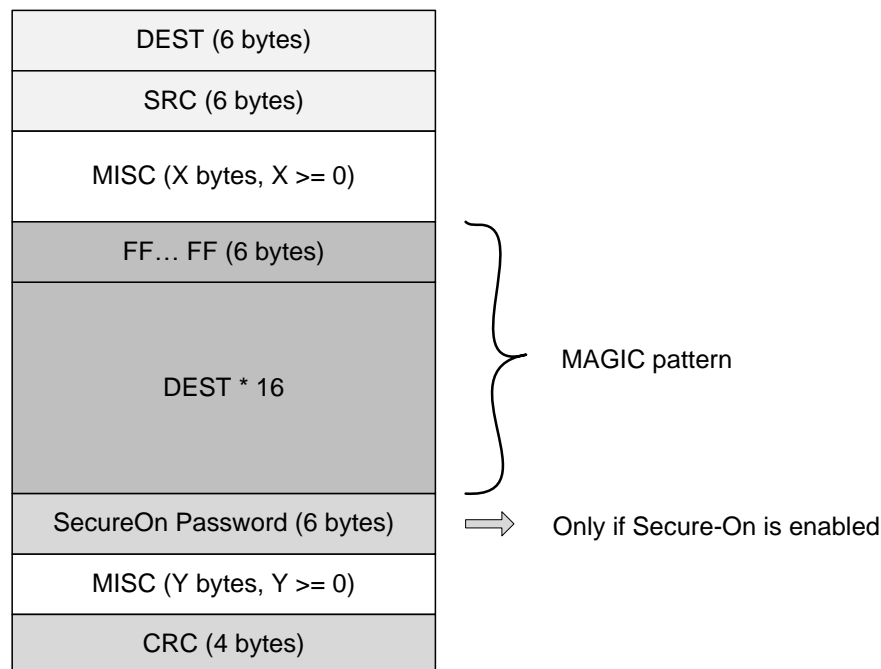 DEST (6 bytes)
SRC (6 bytes)
MISC (X bytes, X >= 0)
FF… FF (6 bytes)
DEST * 16
MAGIC pattern
SecureOn Password (6 bytes)
Only if Secure-On is enabled
MISC (Y bytes, Y >= 0)
CRC (4 bytes)